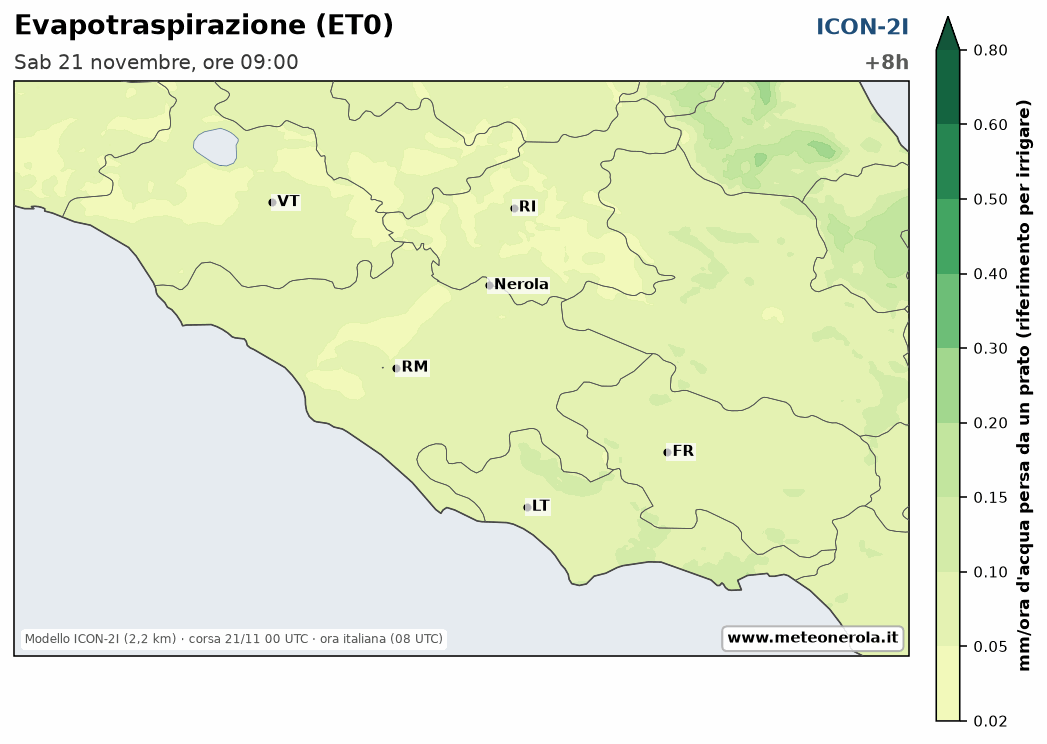 Evapotraspirazione (ET0)
ICON-2I
Sab 21 novembre, ore 09:00
+8h
VT
RI
Nerola
RM
FR
LT
Modello ICON-2I (2,2 km) · corsa 21/11 00 UTC · ora italiana (08 UTC)
www.meteonerola.it
0.80
0.60
0.50
0.40
0.30
0.20
0.15
0.10
0.05
0.02
mm/ora d'acqua persa da un prato (riferimento per irrigare)